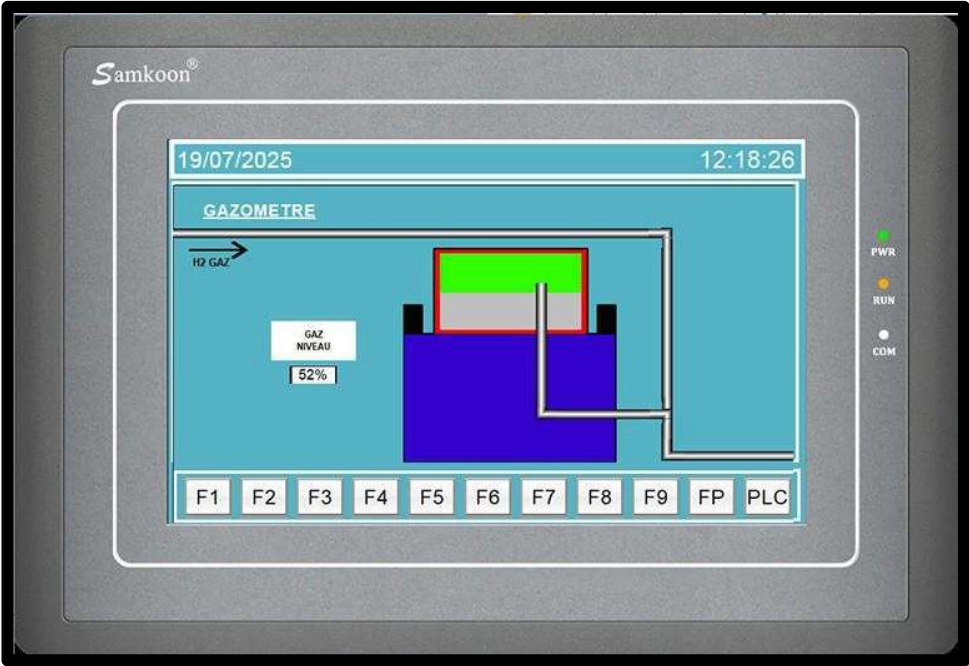 Samkoon®
19/07/2025 12:18:26
GAZOMETRE
H2 GAZ
GAZ
NIVEAU
52%
PWR
RUN
COM
F1 F2 F3 F4 F5 F6 F7 F8 F9 FP PLC